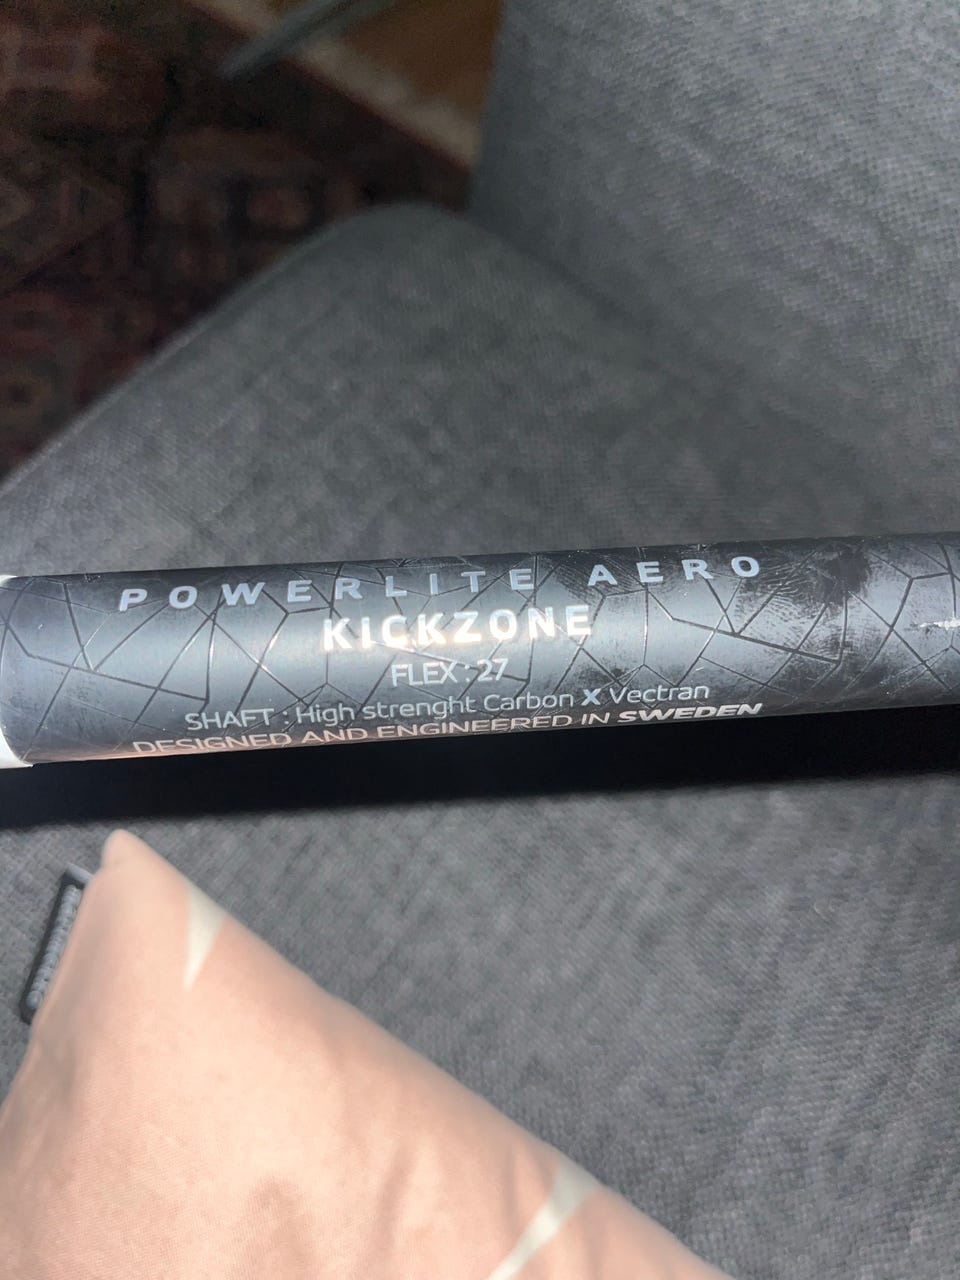 POWERLITE AERO
KICKZONE
FLEX : 27
SHAFT : High strenght Carbon X Vectran
DESIGNED AND ENGINEERED IN SWEDEN